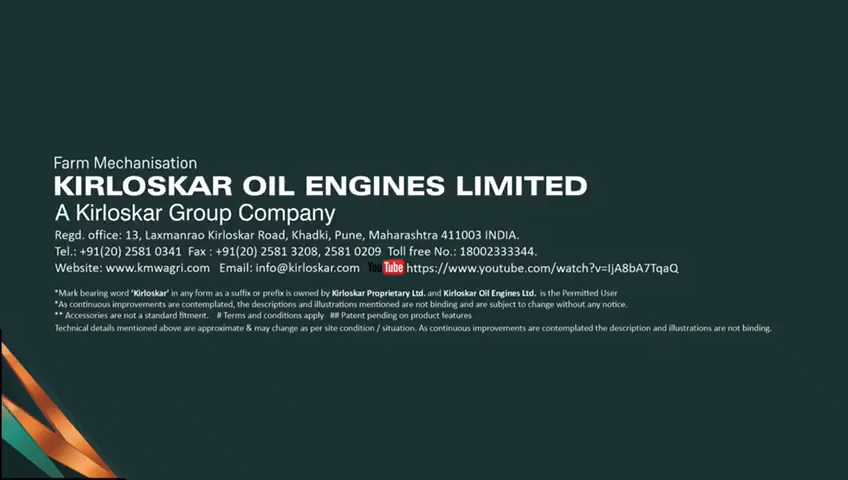 Farm Mechanisation
KIRLOSKAR OIL ENGINES LIMITED
A Kirloskar Group Company
Regd. office: 13, Laxmanrao Kirloskar Road, Khadki, Pune, Maharashtra 411003 INDIA.
Tel.: +91(20) 2581 0341 Fax : +91(20) 2581 3208, 2581 0209 Toll free No.: 18002333344.
Website: www.kmwagri.com Email: info@kirloskar.com YouTube https://www.youtube.com/watch?v=IjA8bA7TqaQ
*Mark bearing word ‘Kirloskar’ in any form as a suffix or prefix is owned by Kirloskar Proprietary Ltd. and Kirloskar Oil Engines Ltd. is the Permitted User
*As continuous improvements are contemplated, the descriptions and illustrations mentioned are not binding and are subject to change without any notice.
** Accessories are not a standard fitment. # Terms and conditions apply ## Patent pending on product features
Technical details mentioned above are approximate & may change as per site condition / situation. As continuous improvements are contemplated the description and illustrations are not binding.